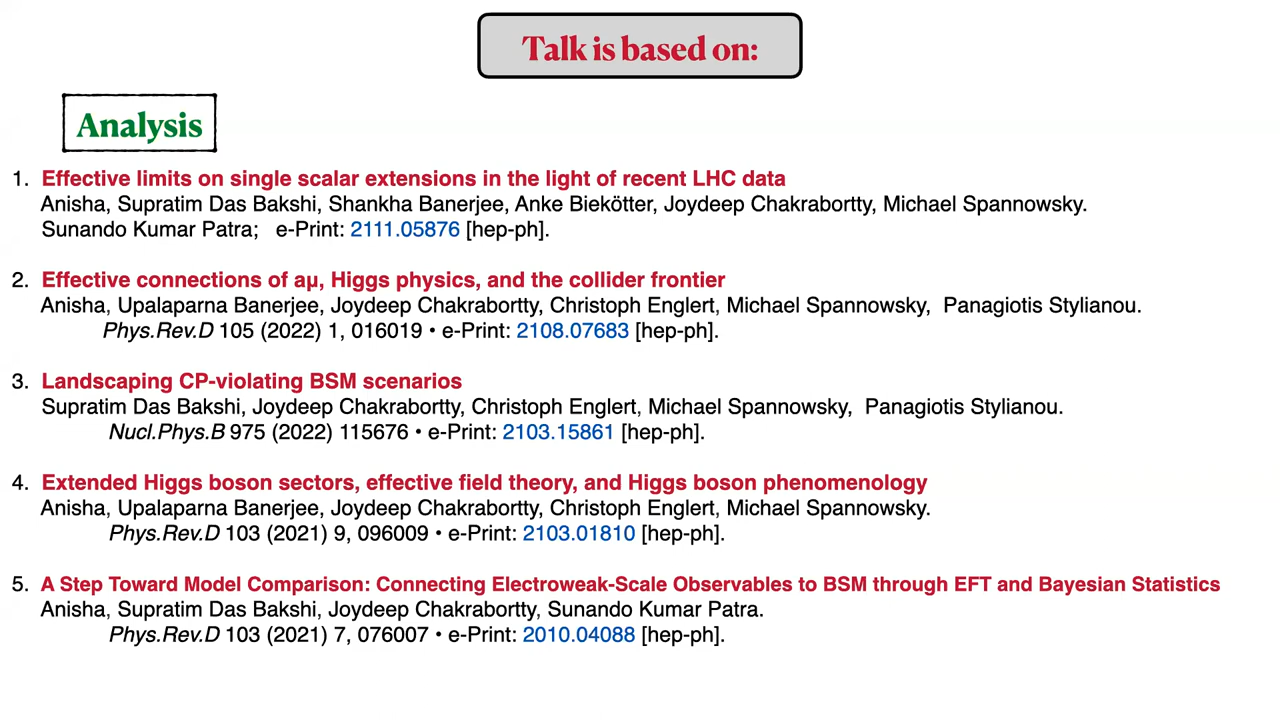 Talk is based on:
Analysis
1. Effective limits on single scalar extensions in the light of recent LHC data
Anisha, Supratim Das Bakshi, Shankha Banerjee, Anke Biekötter, Joydeep Chakrabortty, Michael Spannowsky.
Sunando Kumar Patra; e-Print: 2111.05876 [hep-ph].
2. Effective connections of aμ, Higgs physics, and the collider frontier
Anisha, Upalaparna Banerjee, Joydeep Chakrabortty, Christoph Englert, Michael Spannowsky, Panagiotis Stylianou.
Phys.Rev.D 105 (2022) 1, 016019 • e-Print: 2108.07683 [hep-ph].
3. Landscaping CP-violating BSM scenarios
Supratim Das Bakshi, Joydeep Chakrabortty, Christoph Englert, Michael Spannowsky, Panagiotis Stylianou.
Nucl.Phys.B 975 (2022) 115676 • e-Print: 2103.15861 [hep-ph].
4. Extended Higgs boson sectors, effective field theory, and Higgs boson phenomenology
Anisha, Upalaparna Banerjee, Joydeep Chakrabortty, Christoph Englert, Michael Spannowsky.
Phys.Rev.D 103 (2021) 9, 096009 • e-Print: 2103.01810 [hep-ph].
5. A Step Toward Model Comparison: Connecting Electroweak-Scale Observables to BSM through EFT and Bayesian Statistics
Anisha, Supratim Das Bakshi, Joydeep Chakrabortty, Sunando Kumar Patra.
Phys.Rev.D 103 (2021) 7, 076007 • e-Print: 2010.04088 [hep-ph].